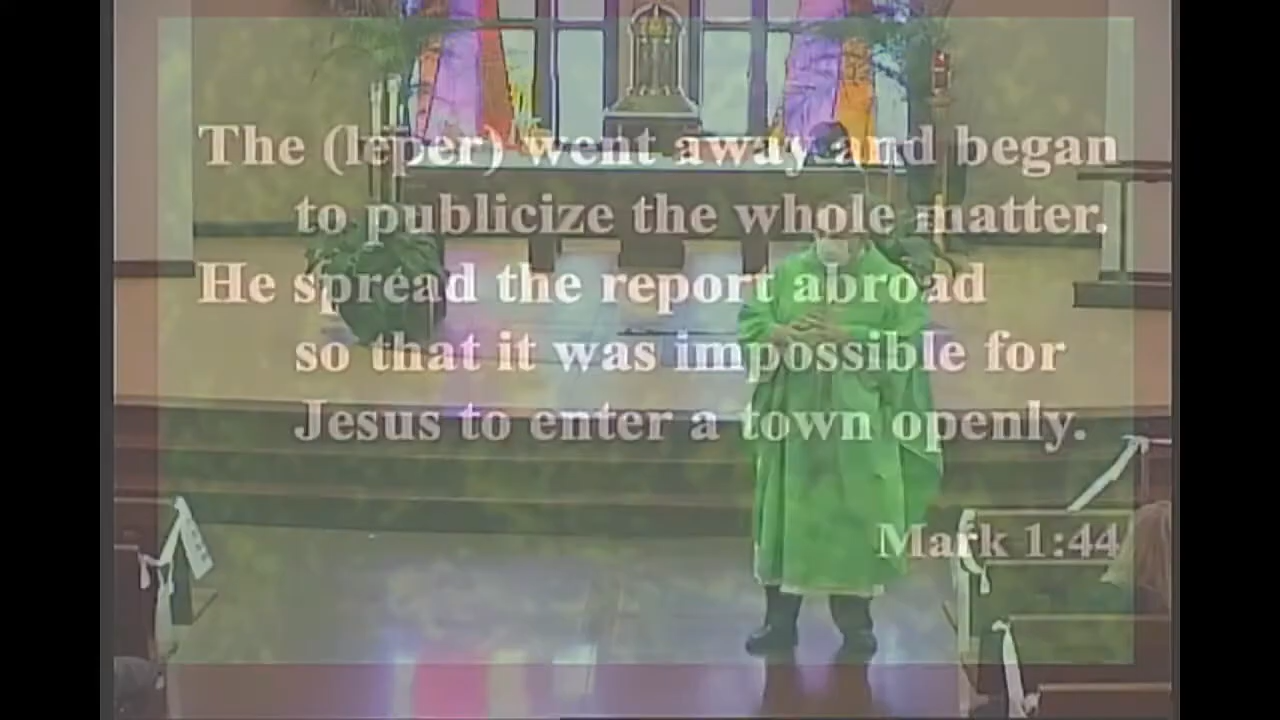 The (leper) went away and began
to publicize the whole matter.
He spread the report abroad
so that it was impossible for
Jesus to enter a town openly.
Mark 1:44